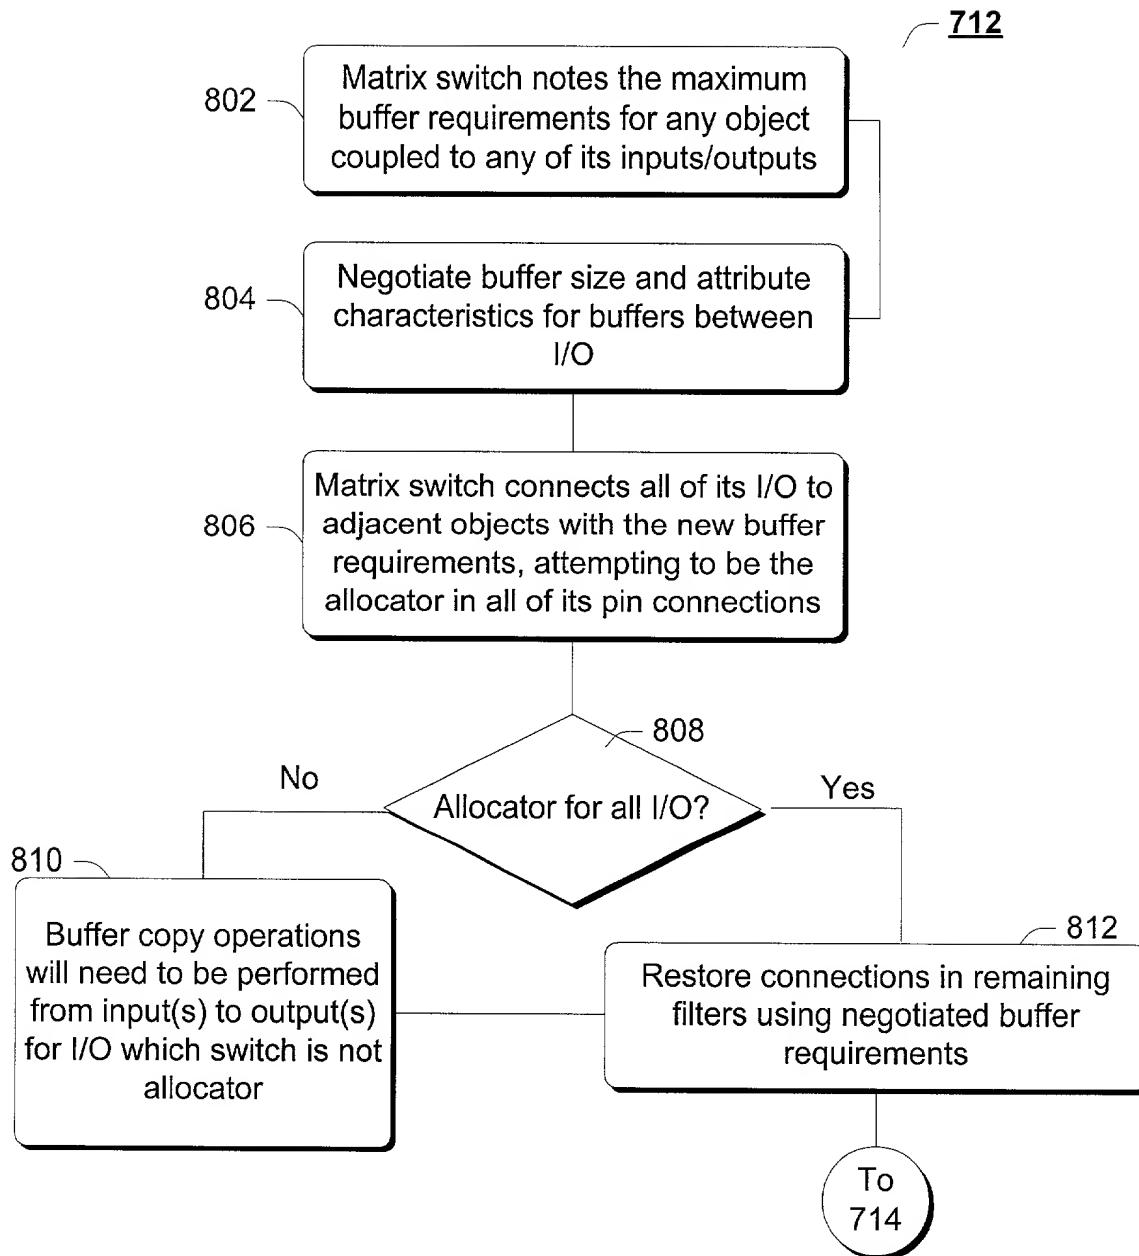 712
802
Matrix switch notes the maximum
buffer requirements for any object
coupled to any of its inputs/outputs
804
Negotiate buffer size and attribute
characteristics for buffers between
I/O
806
Matrix switch connects all of its I/O to
adjacent objects with the new buffer
requirements, attempting to be the
allocator in all of its pin connections
808
Allocator for all I/O?
No
Yes
810
Buffer copy operations
will need to be performed
from input(s) to output(s)
for I/O which switch is not
allocator
812
Restore connections in remaining
filters using negotiated buffer
requirements
To
714